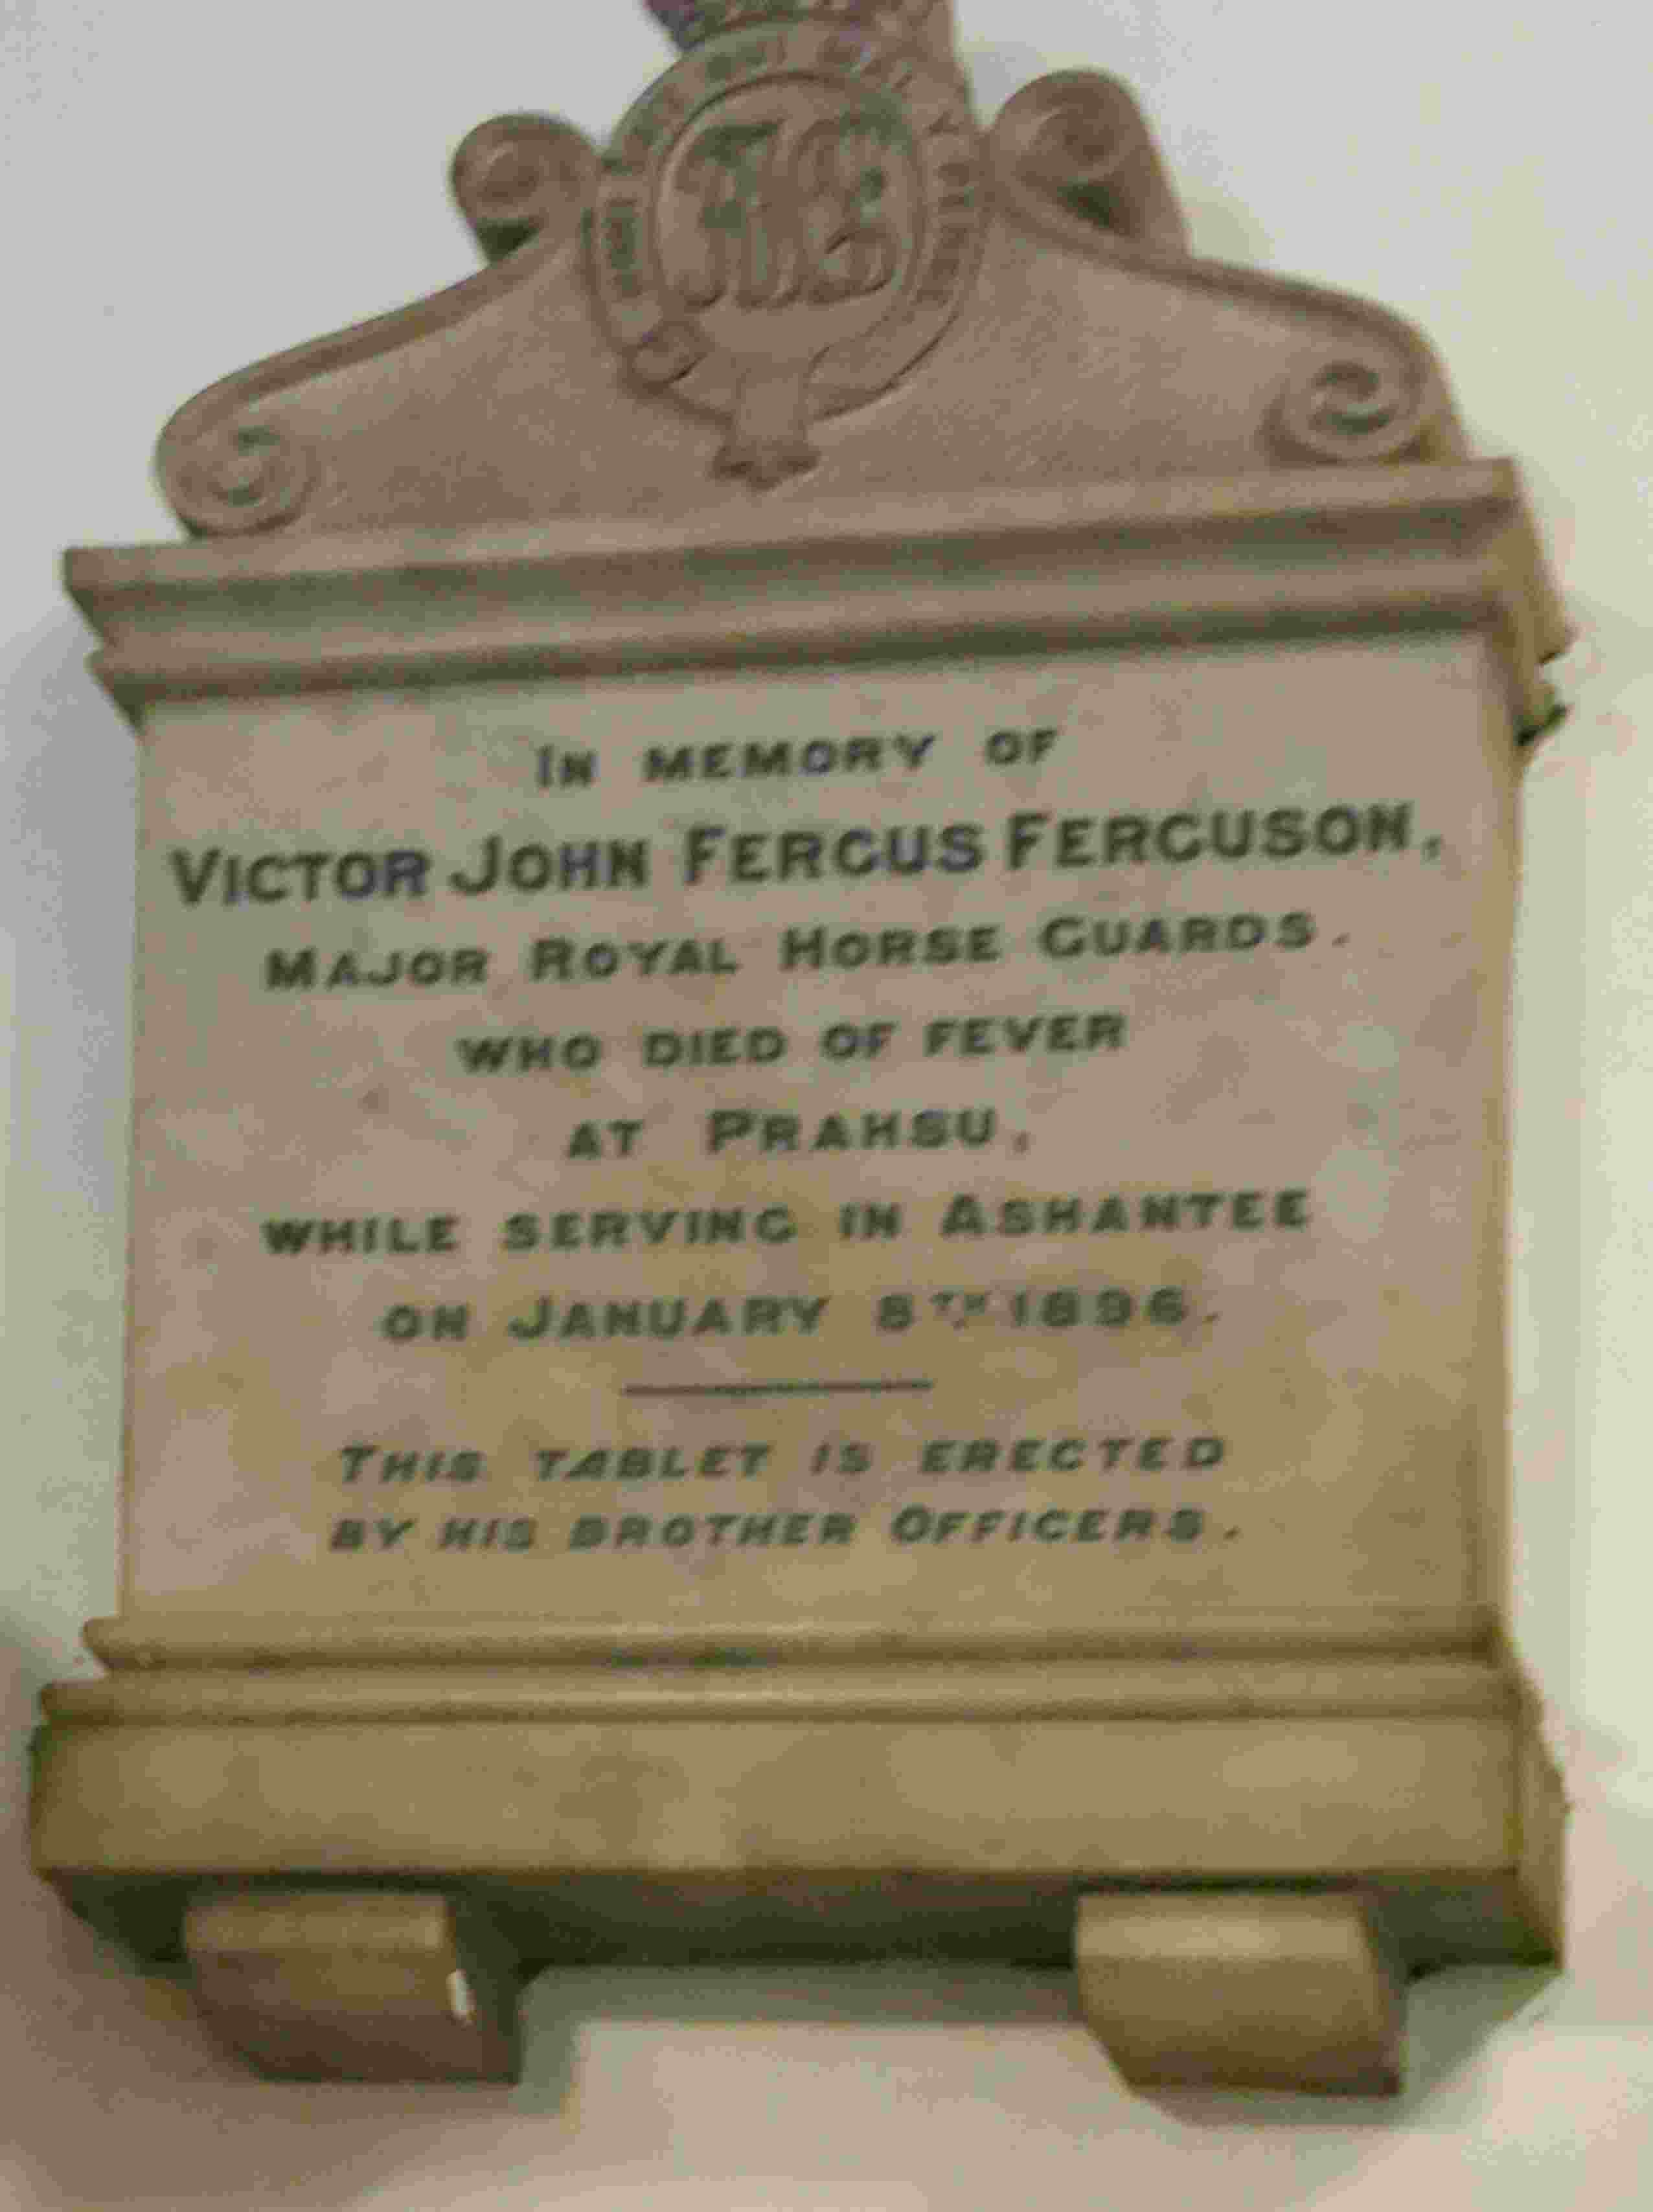 IN MEMORY OF
VICTOR JOHN FERGUS FERGUSON,
MAJOR ROYAL HORSE GUARDS.
WHO DIED OF FEVER
AT PRAHSU,
WHILE SERVING IN ASHANTEE
ON JANUARY 8TH 1896.
THIS TABLET IS ERECTED
BY HIS BROTHER OFFICERS.